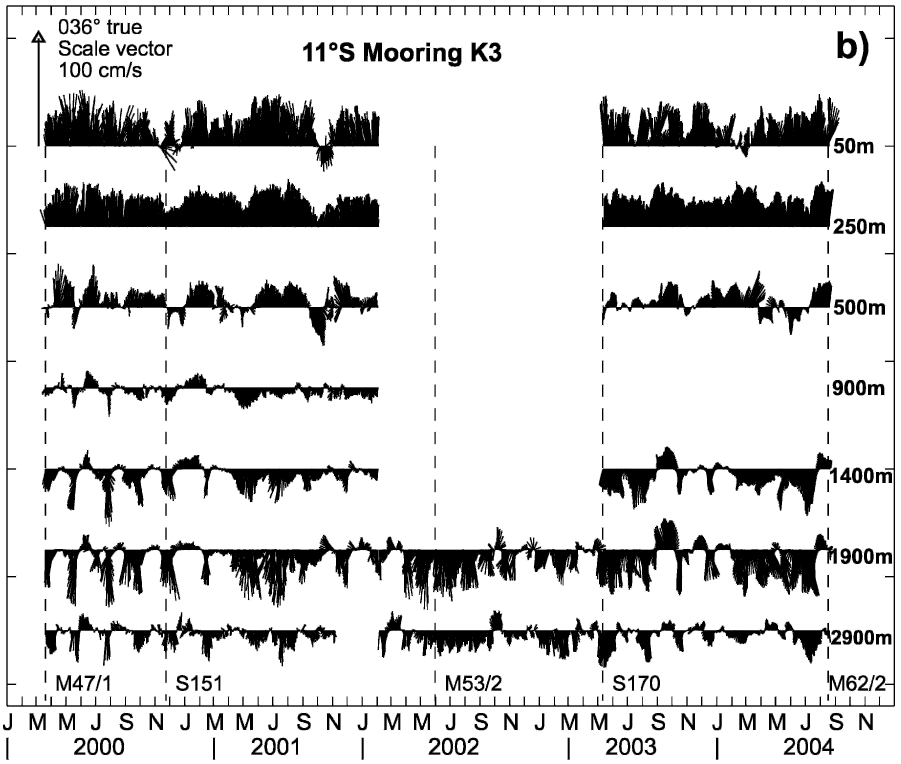 036° true
Scale vector
100 cm/s
11°S Mooring K3
b)
50m
250m
500m
900m
1400m
1900m
2900m
M47/1 S151 M53/2 S170 M62/2
J M M J S N J M M J S N J M M J S N J M M J S N J M M J S N
2000 2001 2002 2003 2004